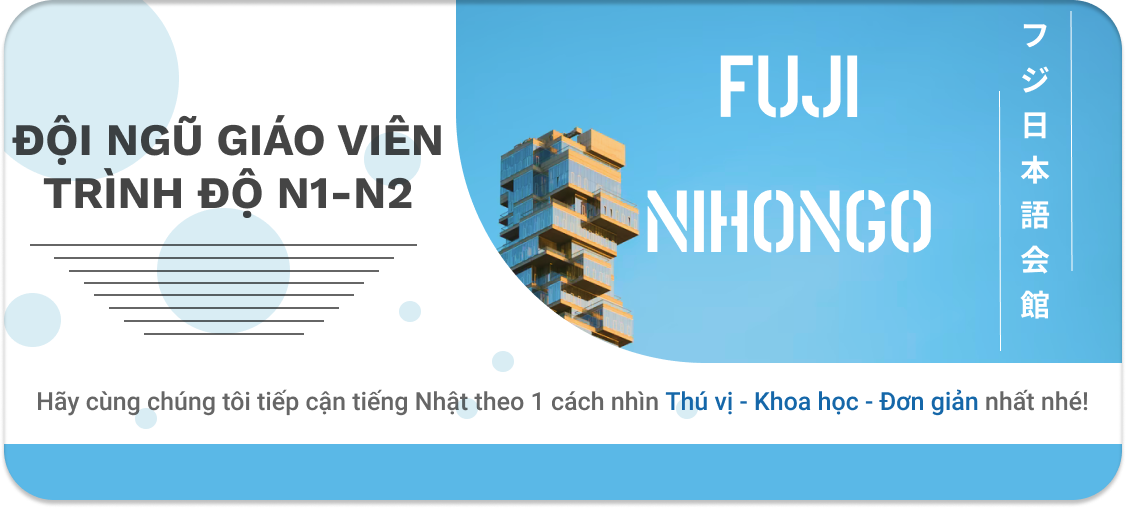 ĐỘI NGŨ GIÁO VIÊN
TRÌNH ĐỘ N1-N2
FUJI
NIHONGO
フジ日本語会館
Hãy cùng chúng tôi tiếp cận tiếng Nhật theo 1 cách nhìn Thú vị - Khoa học - Đơn giản nhất nhé!